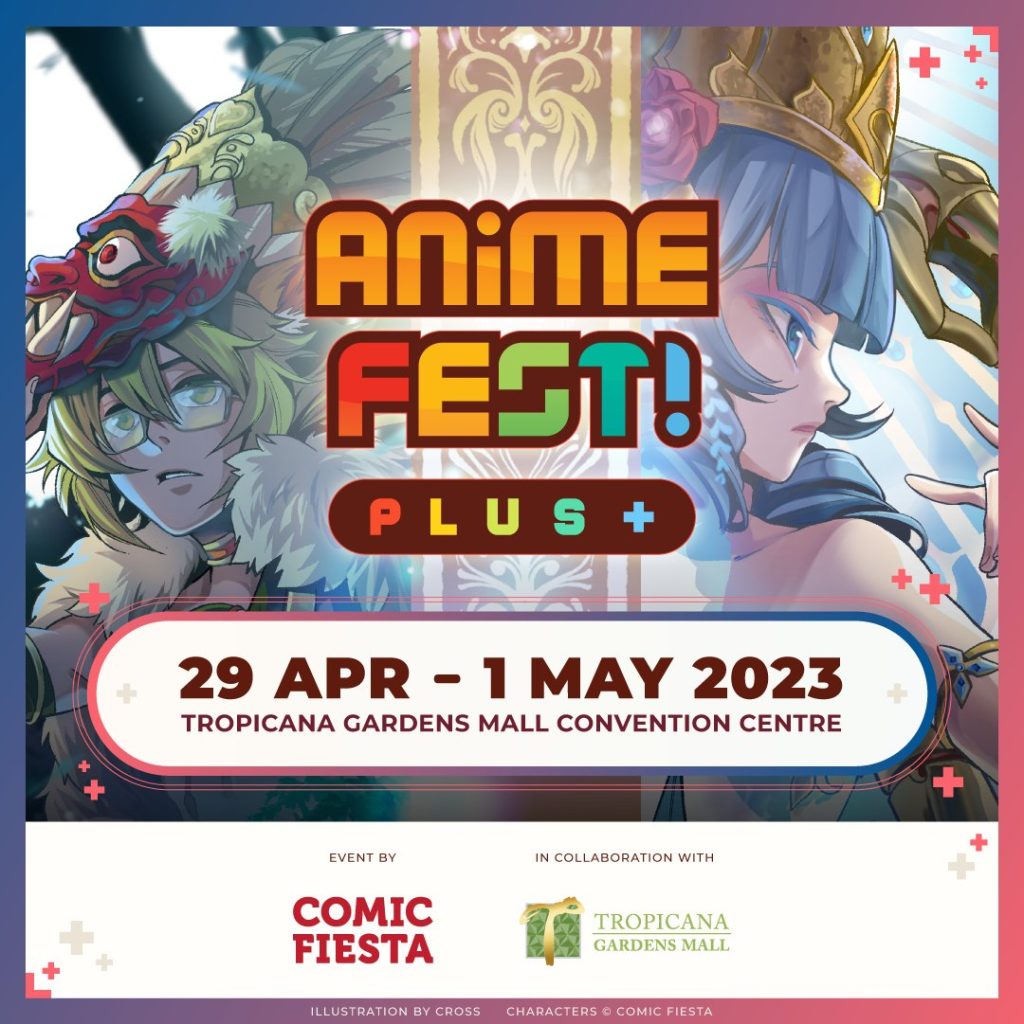 ANiME
FEST!
PLUS+
29 APR – 1 MAY 2023
TROPICANA GARDENS MALL CONVENTION CENTRE
EVENT BY
IN COLLABORATION WITH
COMIC
FIESTA
TROPICANA
GARDENS MALL
ILLUSTRATION BY CROSS CHARACTERS © COMIC FIESTA